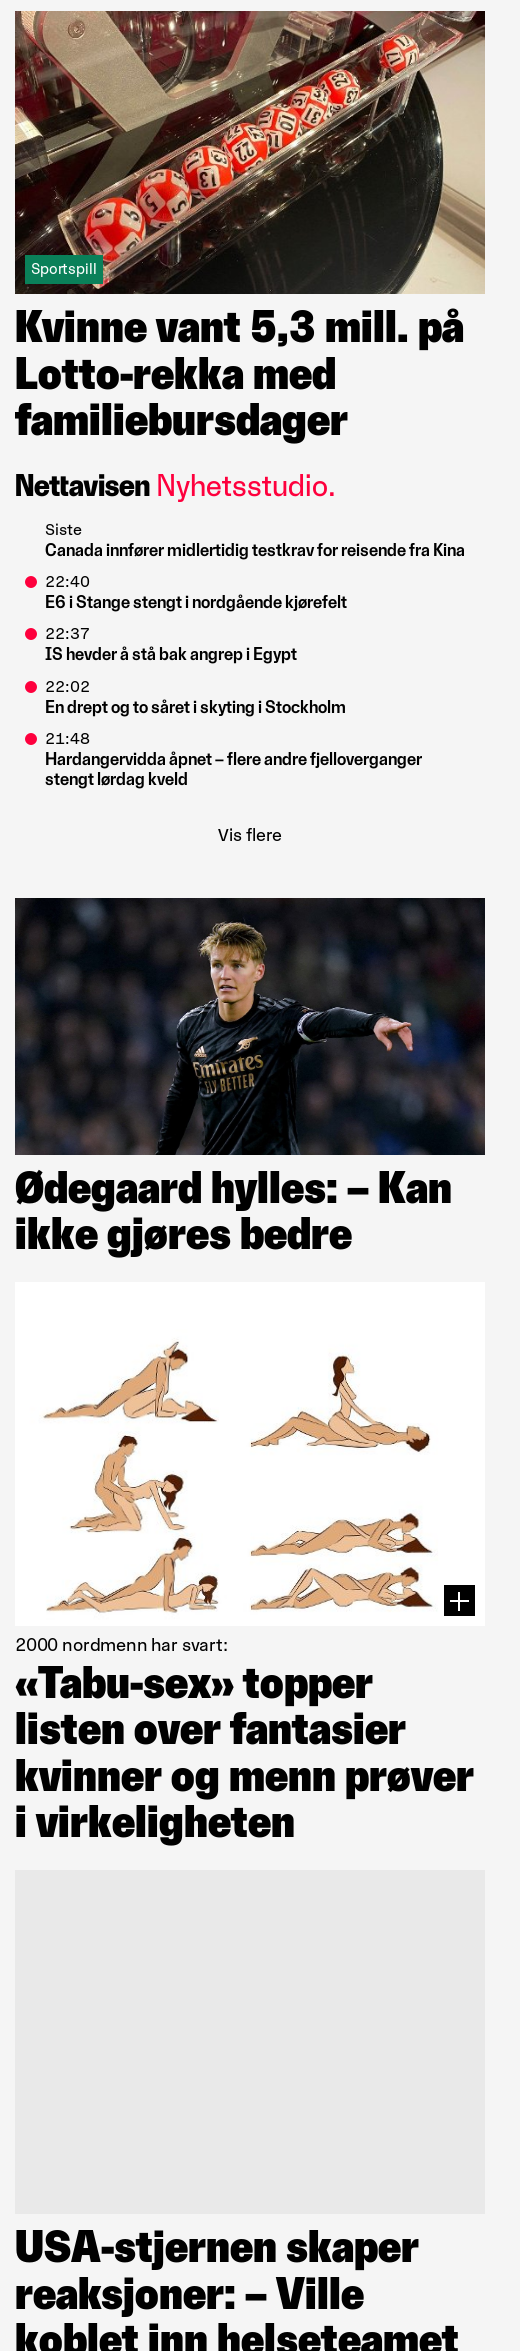 Sportspill
Kvinne vant 5,3 mill. på
Lotto-rekka med
familiebursdager
Nettavisen Nyhetsstudio.
Siste
Canada innfører midlertidig testkrav for reisende fra Kina
22:40
E6 i Stange stengt i nordgående kjørefelt
22:37
IS hevder å stå bak angrep i Egypt
22:02
En drept og to såret i skyting i Stockholm
21:48
Hardangervidda åpnet – flere andre fjelloverganger
stengt lørdag kveld
Vis flere
Emirates
FLY BETTER
Ødegaard hylles: – Kan
ikke gjøres bedre
2000 nordmenn har svart:
«Tabu-sex» topper
listen over fantasier
kvinner og menn prøver
i virkeligheten
USA-stjernen skaper
reaksjoner: – Ville
koblet inn helseteamet